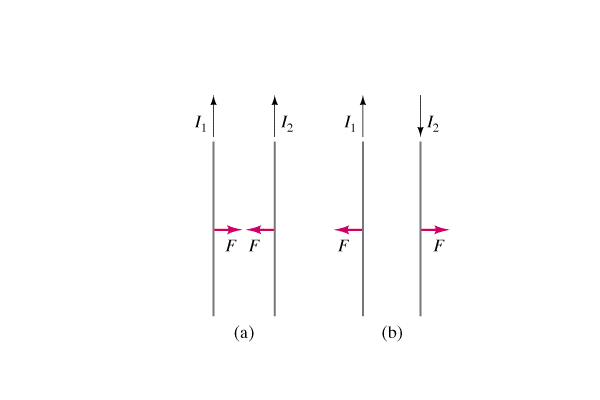 I₁ I₂ I₁ I₂
F F F F
(a) (b)